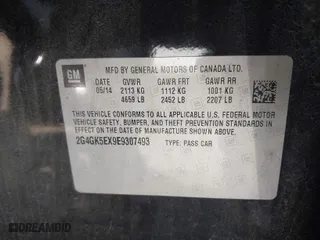 GM
MFD BY GENERAL MOTORS OF CANADA LTD.
DATE GVWR GAWR FRT GAWR RR
05/14 2113 KG 1112 KG 1001 KG
4659 LB 2452 LB 2207 LB
THIS VEHICLE CONFORMS TO ALL APPLICABLE U.S. FEDERAL MOTOR
VEHICLE SAFETY, BUMPER, AND THEFT PREVENTION STANDARDS
IN EFFECT ON THE DATE OF MANUFACTURE SHOWN ABOVE.
2G4GK5EX9E9307493 TYPE: PASS CAR
DREAMBID